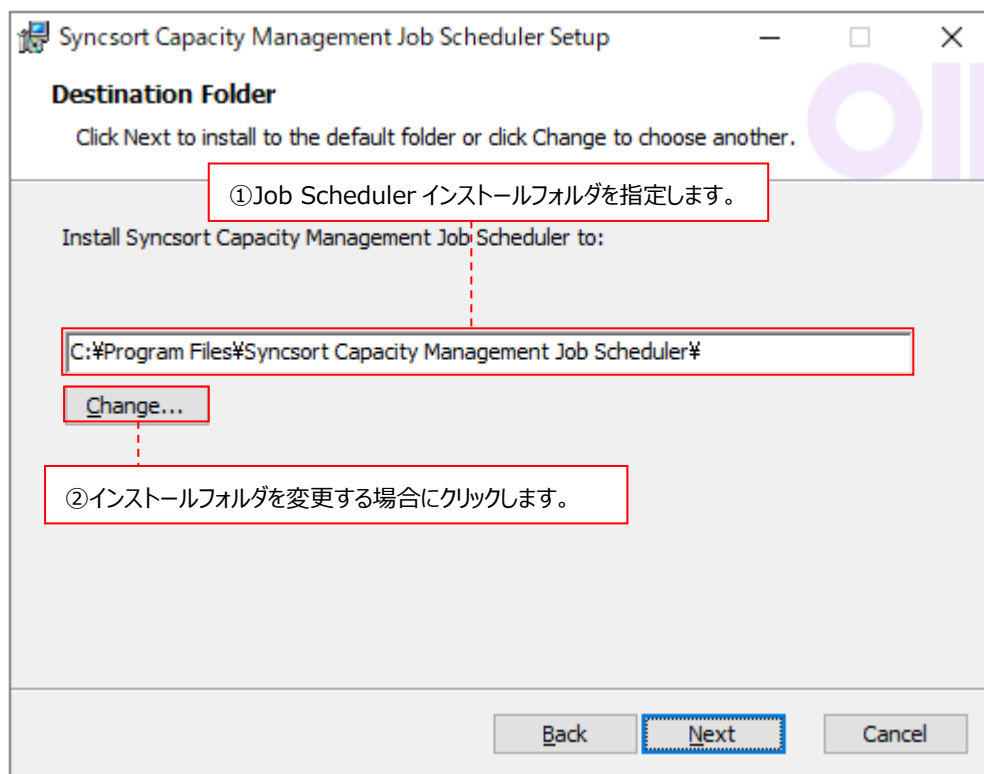 Syncsort Capacity Management Job Scheduler Setup
Destination Folder
Click Next to install to the default folder or click Change to choose another.
①Job Scheduler インストールフォルダを指定します。
Install Syncsort Capacity Management Job Scheduler to:
C:¥Program Files¥Syncsort Capacity Management Job Scheduler¥
Change...
②インストールフォルダを変更する場合にクリックします。
Back Next Cancel